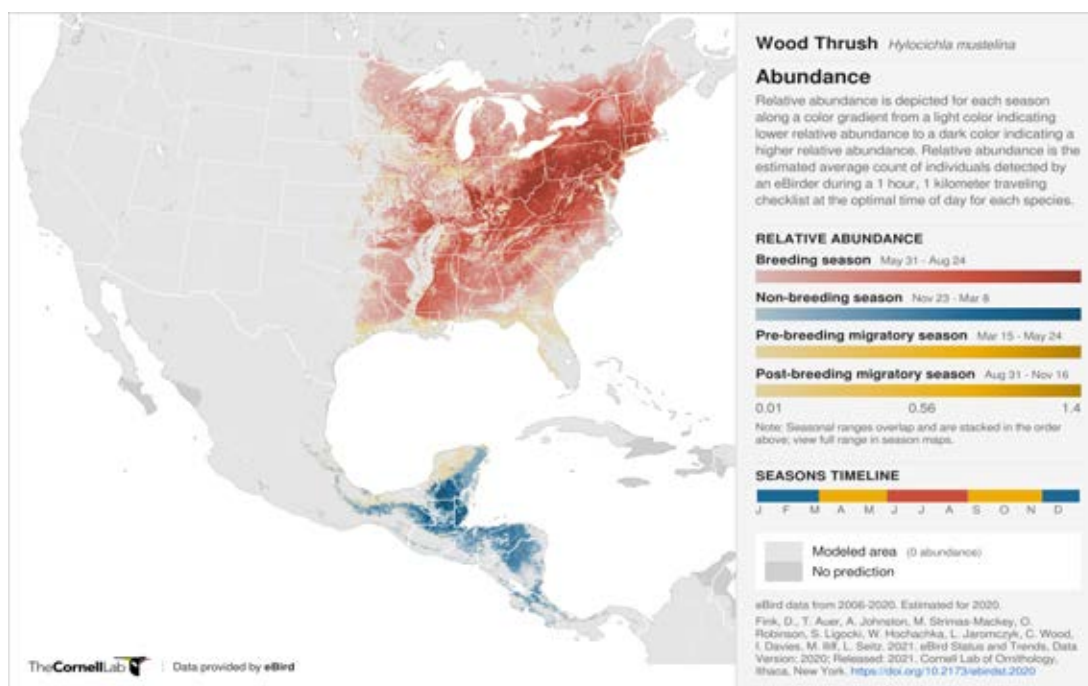 Wood Thrush Hylocichla mustelina
Abundance
Relative abundance is depicted for each season
along a color gradient from a light color indicating
lower relative abundance to a dark color indicating a
higher relative abundance. Relative abundance is the
estimated average count of individuals detected by
an eBirder during a 1 hour, 1 kilometer traveling
checklist at the optimal time of day for each species.
RELATIVE ABUNDANCE
Breeding season May 31 - Aug 24
Non-breeding season Nov 23 - Mar 8
Pre-breeding migratory season Mar 15 - May 24
Post-breeding migratory season Aug 31 - Nov 16
0.01 0.56 1.4
Note: Seasonal ranges overlap and are stacked in the order
above; view full range in season maps.
SEASONS TIMELINE
J F M A M J J A S O N D
Modeled area (0 abundance)
No prediction
eBird data from 2006-2020. Estimated for 2020.
Fink, D., T. Auer, A. Johnston, M. Strimas-Mackey, O.
Robinson, S. Ligocki, W. Hochachka, L. Jaromczyk, C. Wood,
I. Davies, M. Iliff, L. Seitz. 2021. eBird Status and Trends, Data
Version: 2020; Released: 2021. Cornell Lab of Ornithology,
Ithaca, New York. https://doi.org/10.2173/ebirdst.2020
TheCornellLab Data provided by eBird